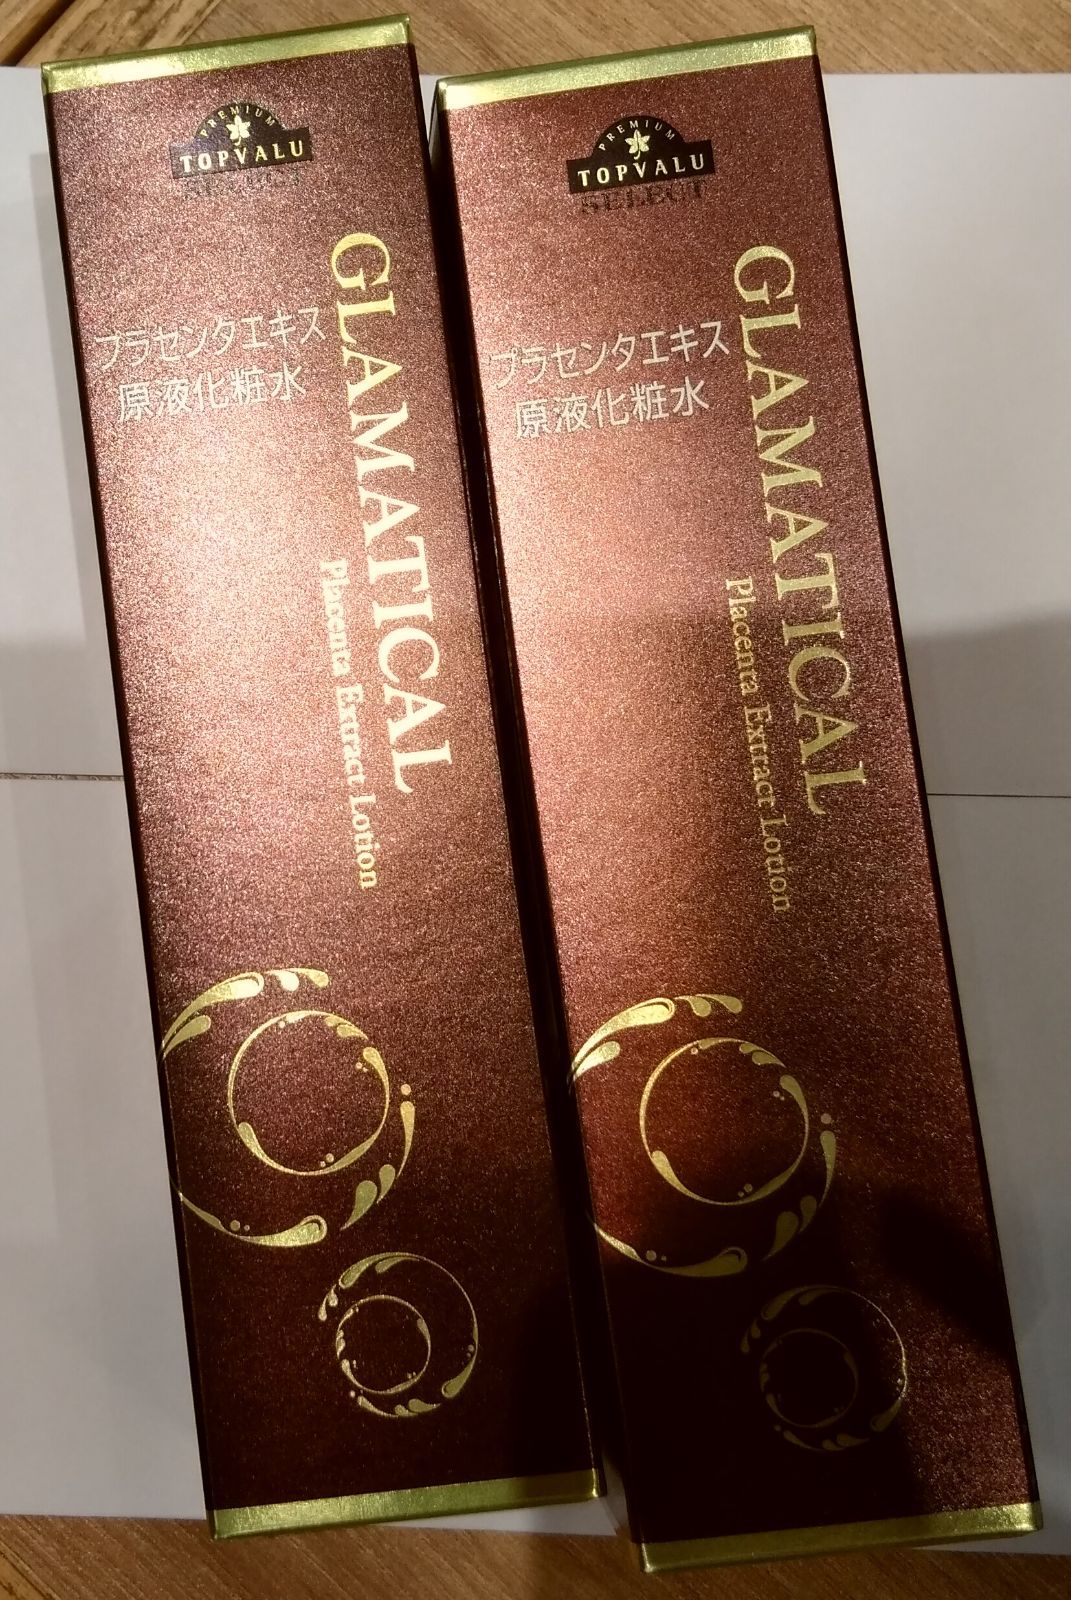 PREMIUM
TOPVALU
SELECT
GLAMATICAL
Placenta Extract Lotion
プラセンタエキス
原液化粧水
PREMIUM
TOPVALU
SELECT
GLAMATICAL
Placenta Extract Lotion
プラセンタエキス
原液化粧水